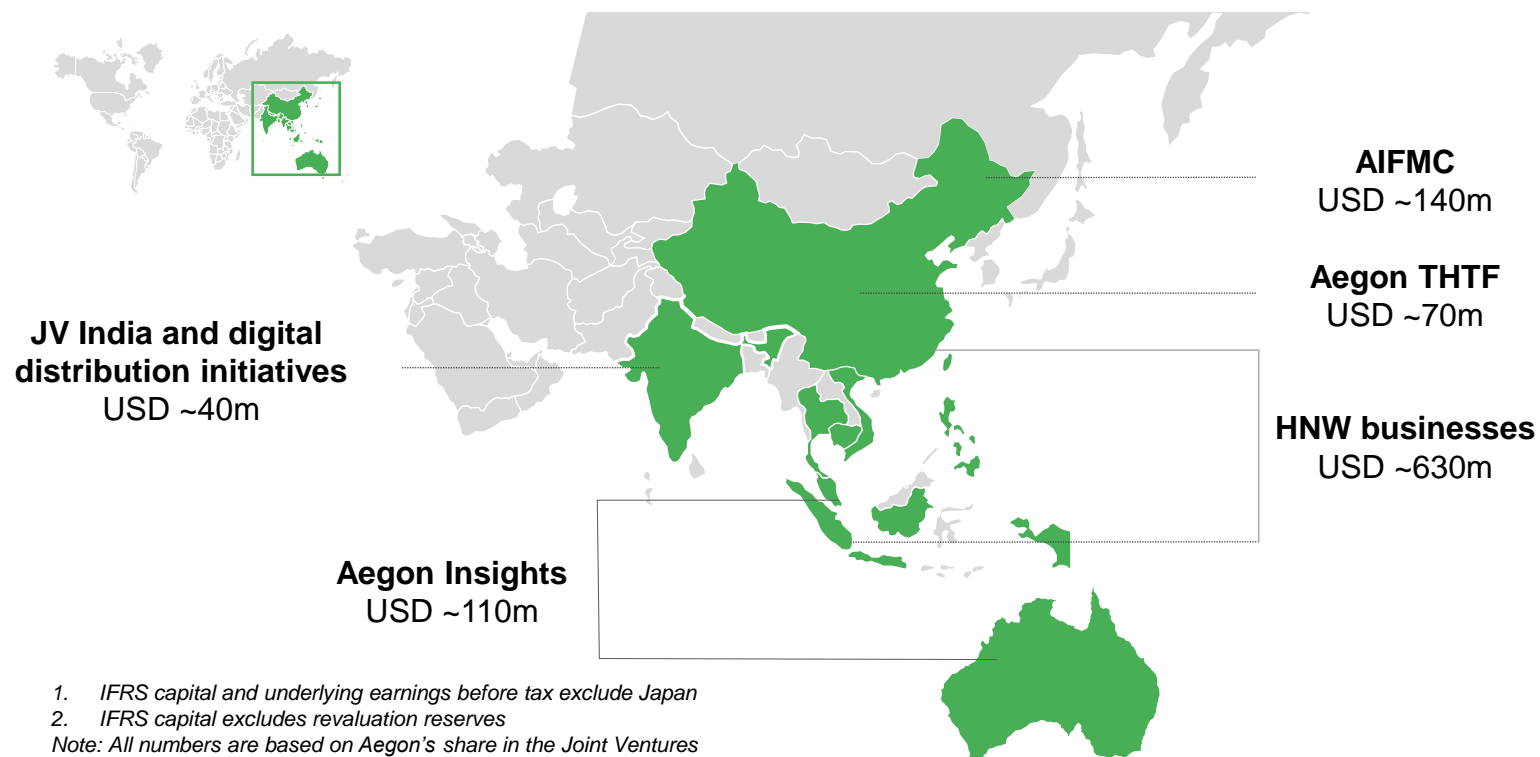 AIFMC
USD ~140m
Aegon THTF
USD ~70m
JV India and digital
distribution initiatives
USD ~40m
HNW businesses
USD ~630m
Aegon Insights
USD ~110m
1. IFRS capital and underlying earnings before tax exclude Japan
2. IFRS capital excludes revaluation reserves
Note: All numbers are based on Aegon's share in the Joint Ventures